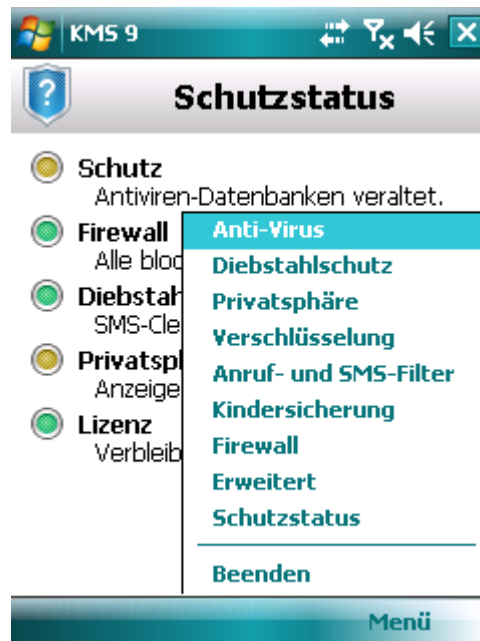 KMS 9
?
Schutzstatus
Schutz
Antiviren-Datenbanken veraltet.
Firewall
Alle bloc
Diebstah
SMS-Cle
Privatsp
Anzeige
Lizenz
Verbleib
Anti-Virus
Diebstahlschutz
Privatsphäre
Verschlüsselung
Anruf- und SMS-Filter
Kindersicherung
Firewall
Erweitert
Schutzstatus
Beenden
Menü